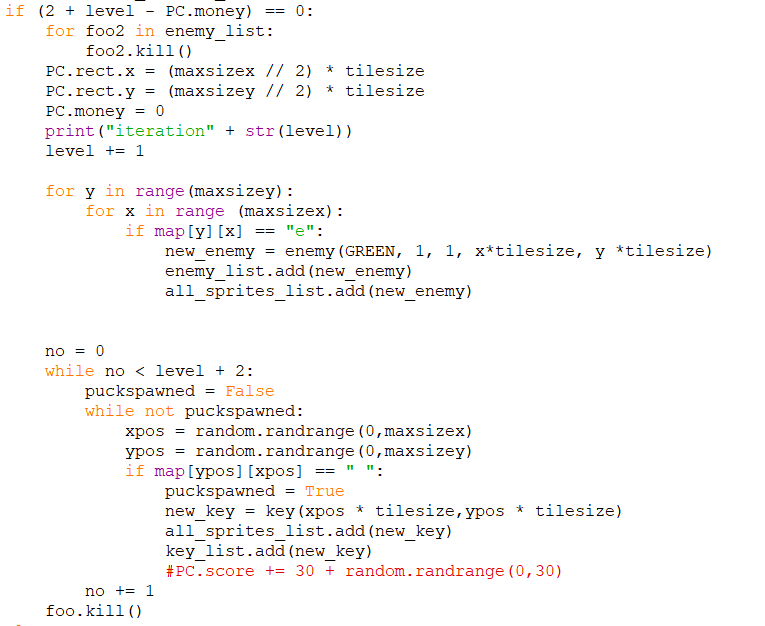 if (2 + level - PC.money) == 0:
    for foo2 in enemy_list:
        foo2.kill()
    PC.rect.x = (maxsizex // 2) * tilesize
    PC.rect.y = (maxsizey // 2) * tilesize
    PC.money = 0
    print("iteration" + str(level))
    level += 1

    for y in range(maxsizey):
        for x in range (maxsizex):
            if map[y][x] == "e":
                new_enemy = enemy(GREEN, 1, 1, x*tilesize, y *tilesize)
                enemy_list.add(new_enemy)
                all_sprites_list.add(new_enemy)


    no = 0
    while no < level + 2:
        puckspawned = False
        while not puckspawned:
            xpos = random.randrange(0,maxsizex)
            ypos = random.randrange(0,maxsizey)
            if map[ypos][xpos] == " ":
                puckspawned = True
                new_key = key(xpos * tilesize,ypos * tilesize)
                all_sprites_list.add(new_key)
                key_list.add(new_key)
                #PC.score += 30 + random.randrange(0,30)
        no += 1
    foo.kill()